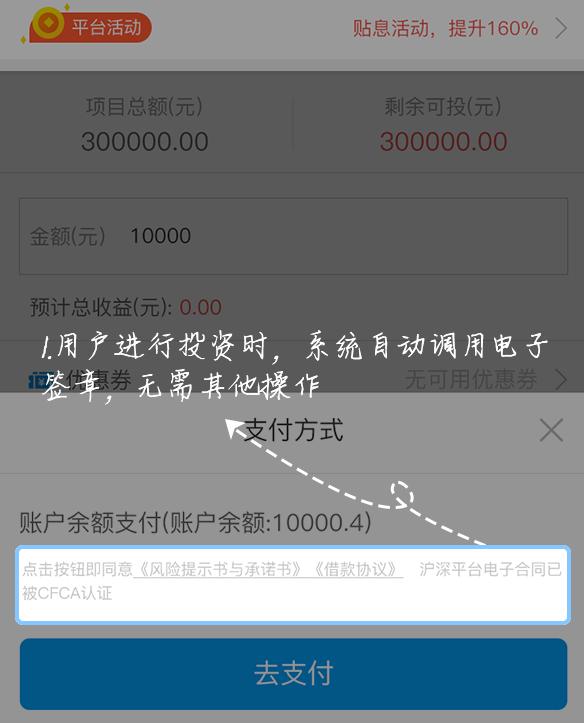 平台活动
贴息活动，提升160%
项目总额(元)
剩余可投(元)
300000.00
300000.00
金额(元) 10000
预计总收益(元): 0.00
1.用户进行投资时，系统自动调用电子
签章，无需其他操作
优惠券
无可用优惠券
支付方式
账户余额支付(账户余额:10000.4)
点击按钮即同意《风险提示书与承诺书》《借款协议》 沪深平台电子合同已
被CFCA认证
去支付